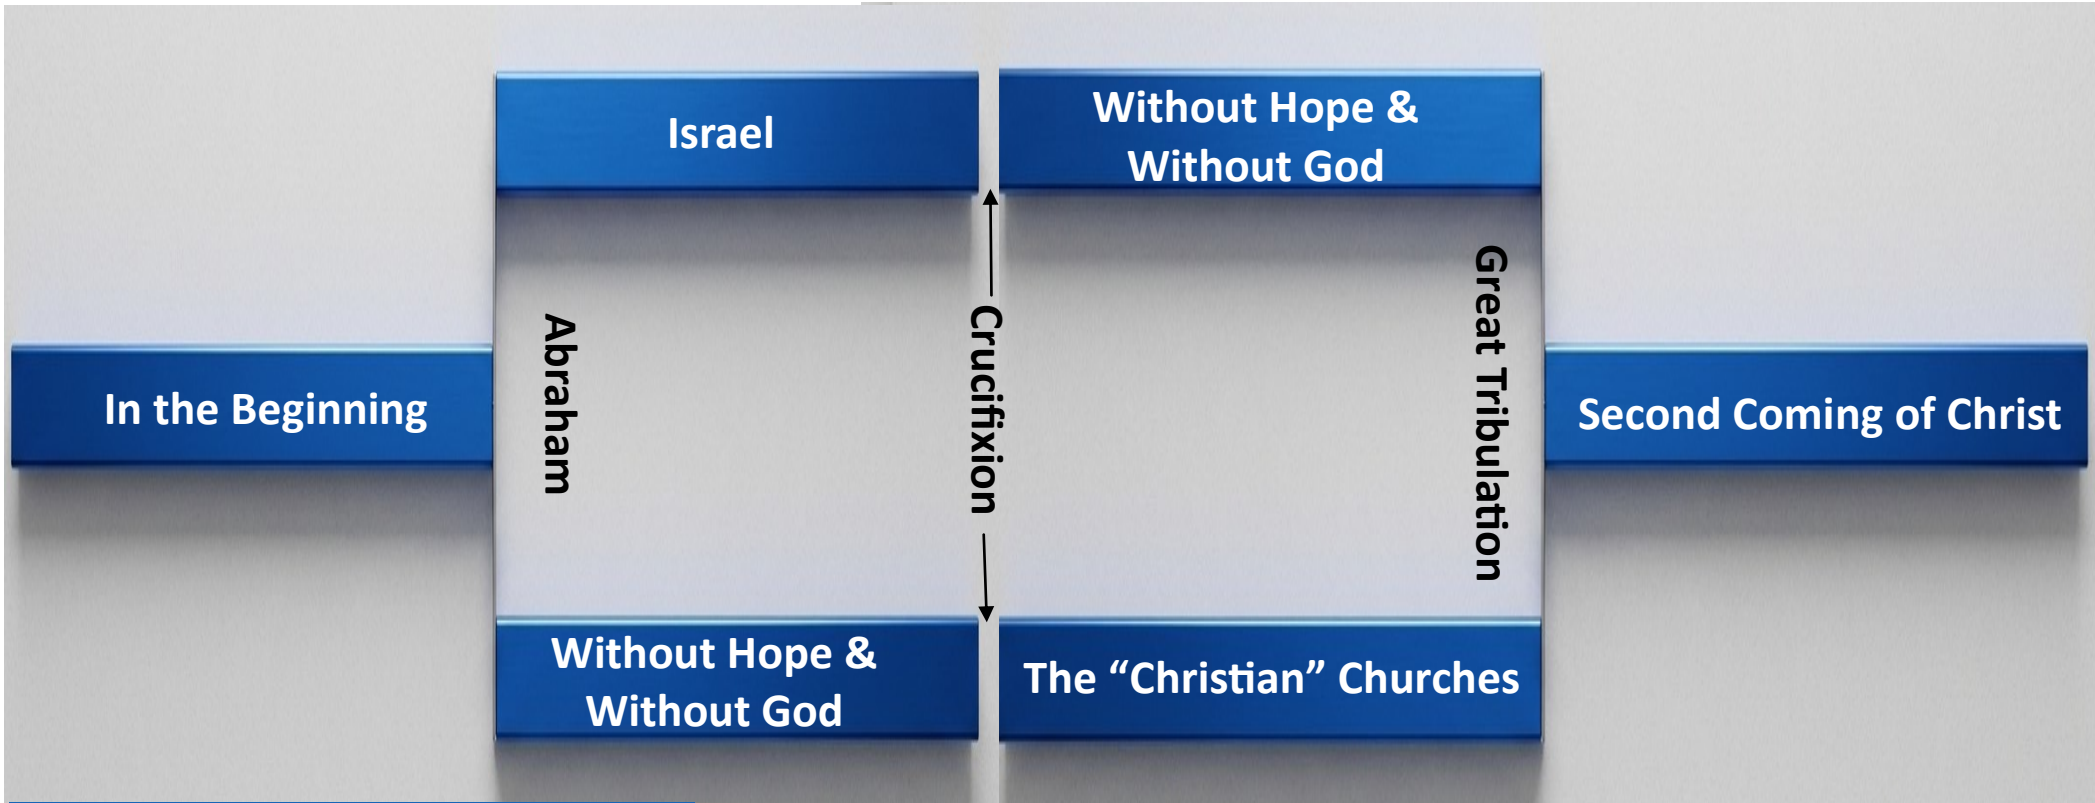 In the Beginning
Abraham
Israel
Without Hope &
Without God
Crucifixion
Without Hope &
Without God
The “Christian” Churches
Great Tribulation
Second Coming of Christ